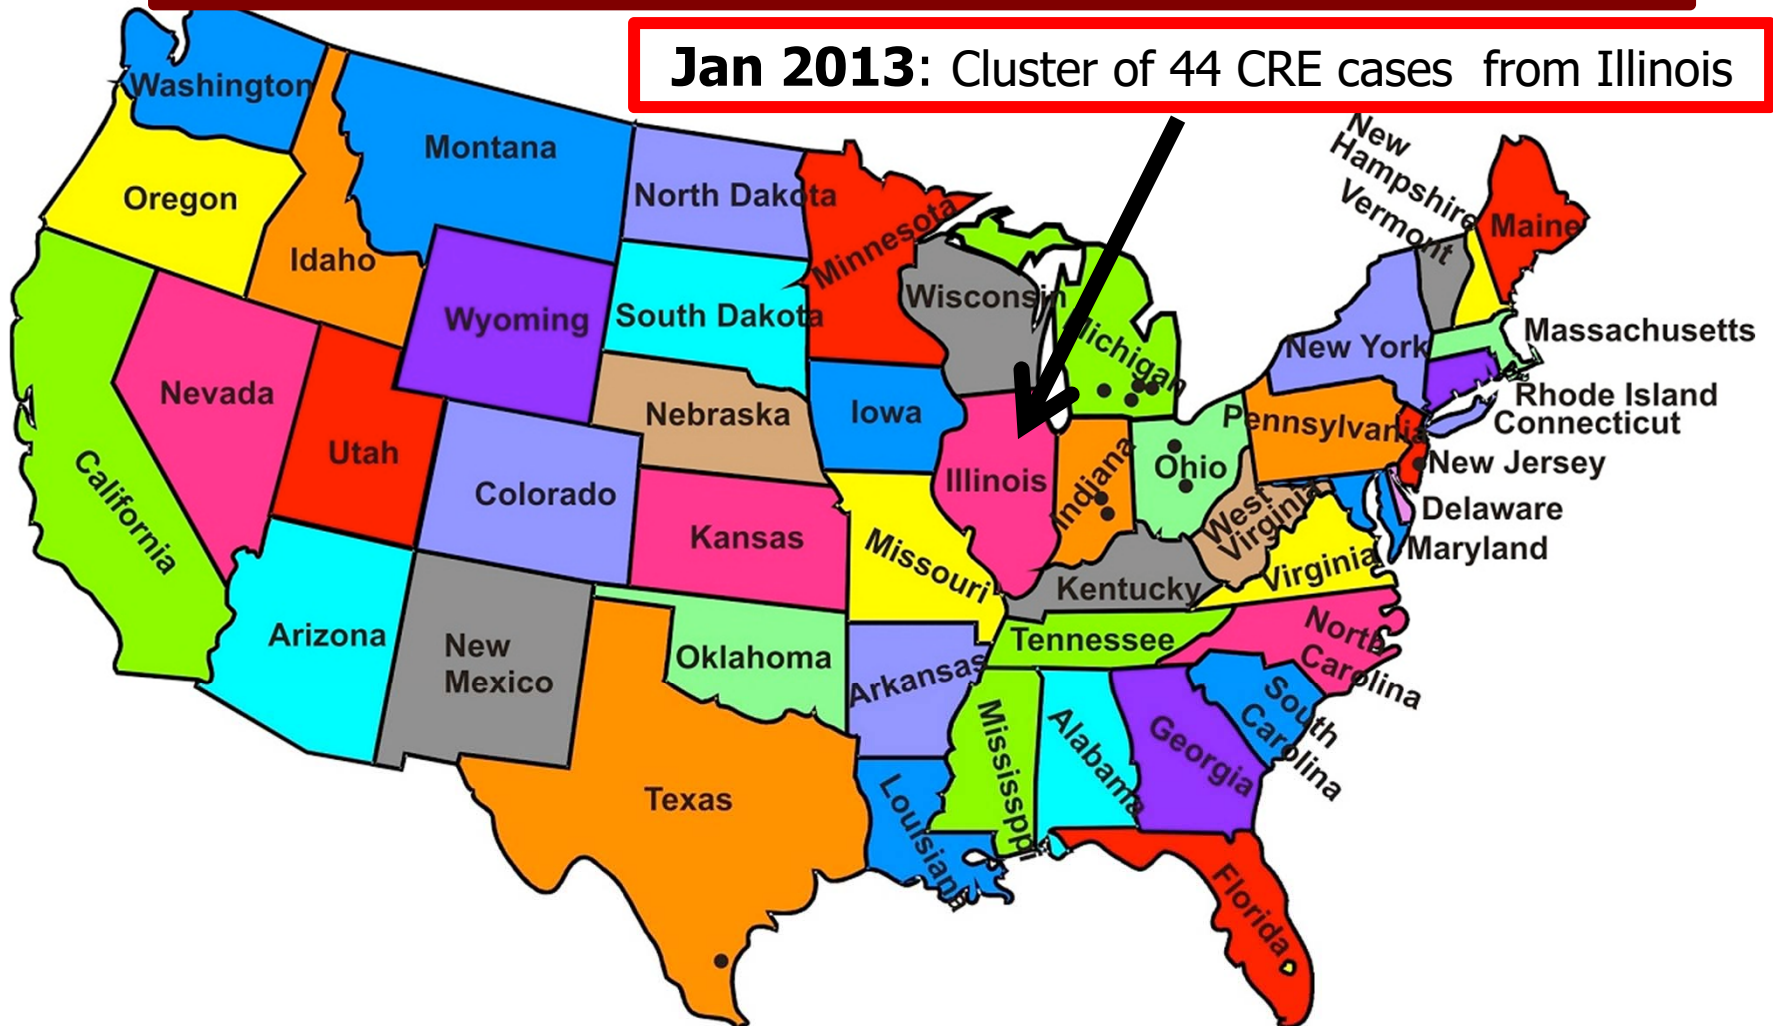 Jan 2013: Cluster of 44 CRE cases from Illinois
Washington
Montana
North Dakota
Minnesota
New
Hampshire
Vermont
Maine
Oregon
Idaho
Wyoming
South Dakota
Wisconsin
Michigan
New York
Massachusetts
Rhode Island
Connecticut
Nevada
Utah
Nebraska
Iowa
Illinois
Indiana
Ohio
Pennsylvania
New Jersey
Delaware
Maryland
California
Colorado
Kansas
Missouri
Kentucky
West
Virginia
Virginia
Arizona
New
Mexico
Oklahoma
Arkansas
Tennessee
North
Carolina
South
Carolina
Texas
Louisiana
Mississppi
Alabama
Georgia
Florida